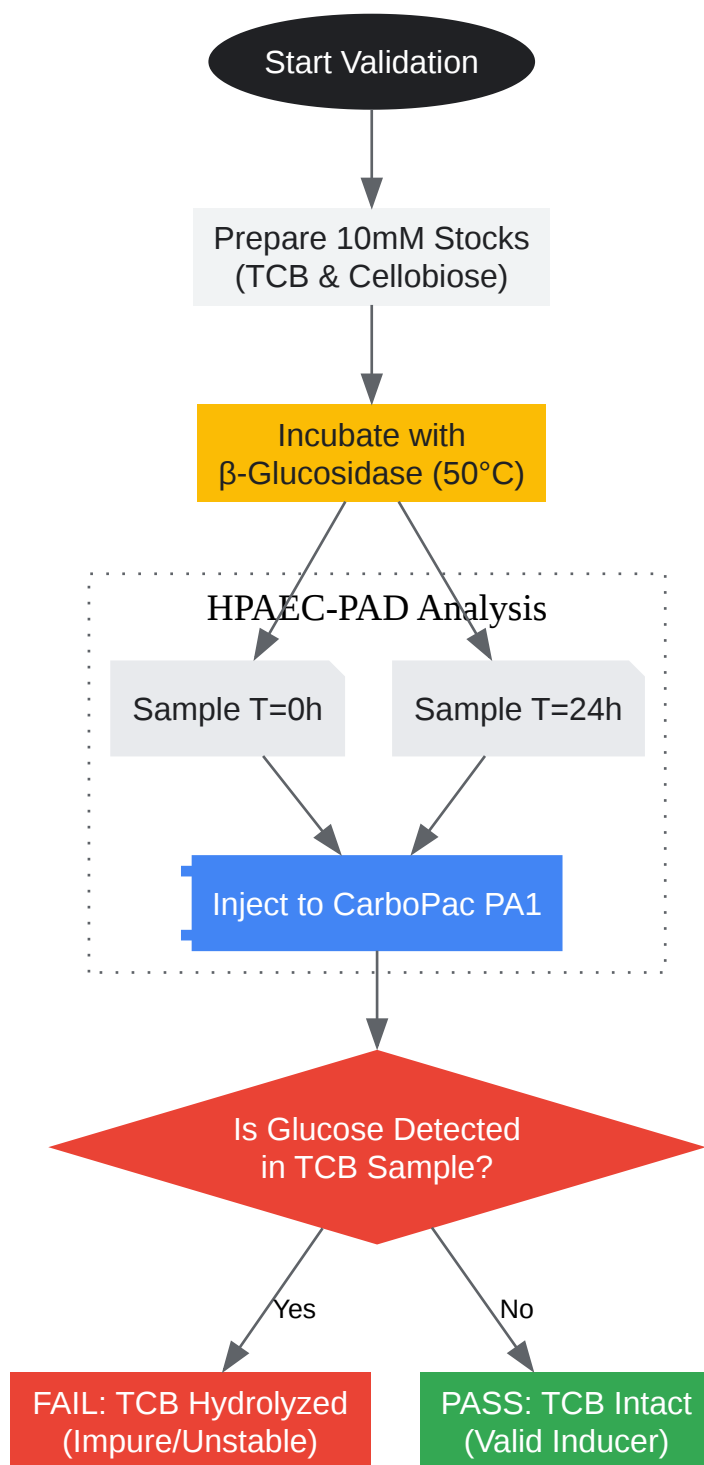 Start Validation
Prepare 10mM Stocks
(TCB & Cellobiose)
Incubate with
β-Glucosidase (50°C)
HPAEC-PAD Analysis
Sample T=0h
Sample T=24h
Inject to CarboPac PA1
Is Glucose Detected
in TCB Sample?
Yes
No
FAIL: TCB Hydrolyzed
(Impure/Unstable)
PASS: TCB Intact
(Valid Inducer)